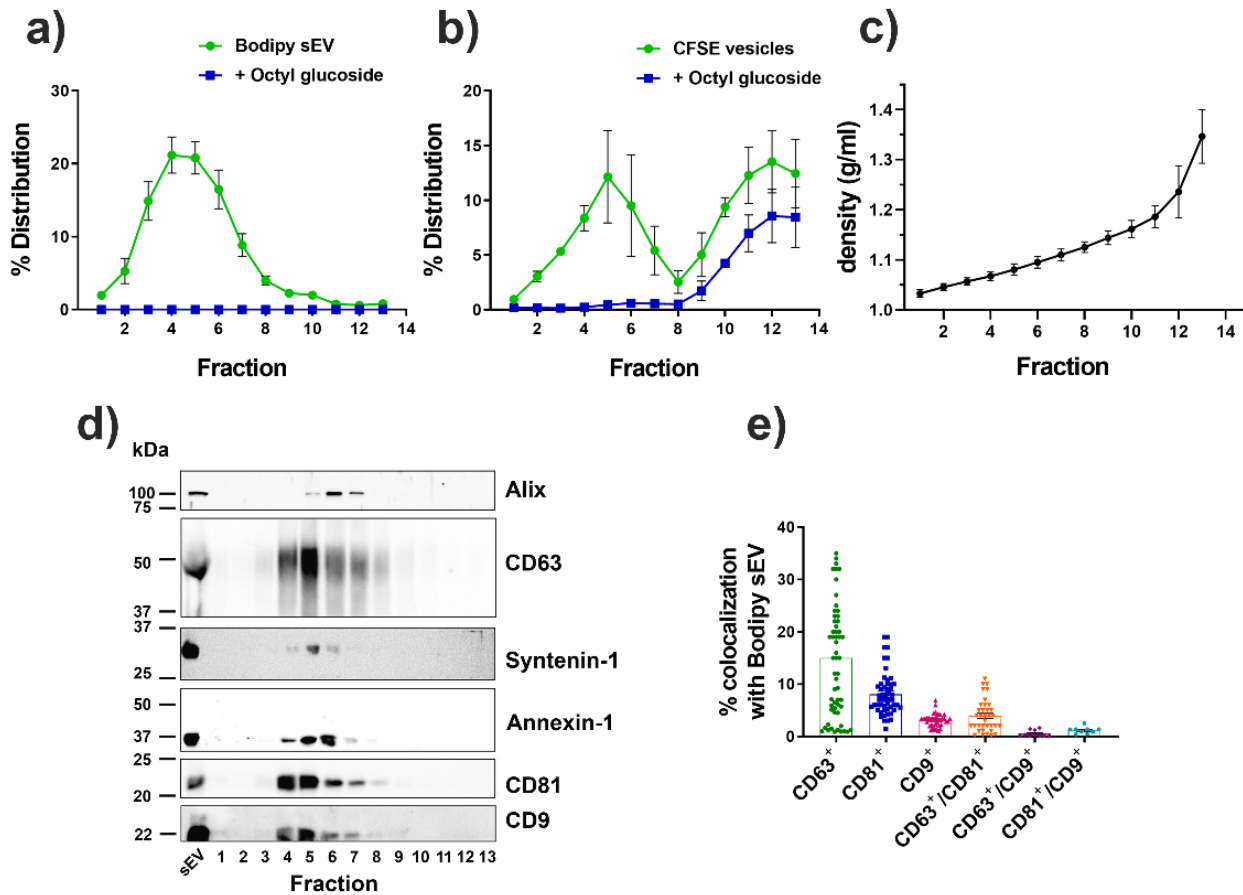 a)
Bodipy sEV
+ Octyl glucoside
% Distribution
30
20
10
0
2 4 6 8 10 12 14
Fraction
b)
CFSE vesicles
+ Octyl glucoside
% Distribution
20
15
10
5
0
2 4 6 8 10 12 14
Fraction
c)
density (g/ml)
1.4
1.3
1.2
1.1
1.0
2 4 6 8 10 12 14
Fraction
d)
kDa
100
75
Alix
50
37
CD63
37
25
Syntenin-1
50
37
Annexin-1
25
20
CD81
22
CD9
sEV 1 2 3 4 5 6 7 8 9 10 11 12 13
Fraction
e)
% colocalization
with Bodipy sEV
40
30
20
10
0
CD63⁺
CD81⁺
CD9⁺
CD63⁺/CD81⁺
CD63⁺/CD9⁺
CD81⁺/CD9⁺